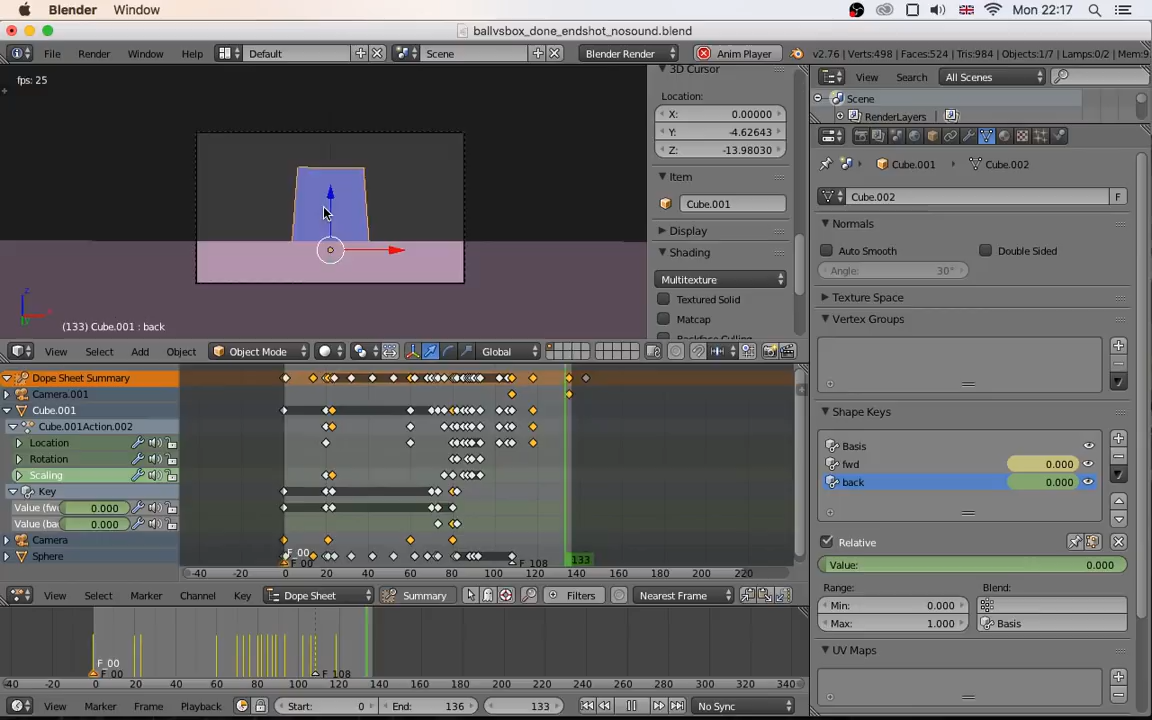 Blender Window Mon 22:17
ballvsbox_done_endshot_nosound.blend
File Render Window Help Default Scene Blender Render Anim Player v2.76 | Verts:498 | Faces:524 | Tris:984 | Objects:1/7 | Lamps:0/2 | Mem:9
fps: 25
3D Cursor
Location:
X: 0.00000
Y: -4.62643
Z: -13.98030
Item
Cube.001
Display
Shading
Multitexture
Textured Solid
Matcap
Backface Culling
(133) Cube.001 : back
View Select Add Object Object Mode Global
View Search All Scenes
Scene
RenderLayers
Cube.001 Cube.002
Cube.002 F
Normals
Auto Smooth Double Sided
Angle: 30°
Texture Space
Vertex Groups
Shape Keys
Basis
fwd 0.000
back 0.000
Relative
Value: 0.000
Range: Blend:
Min: 0.000
Max: 1.000 Basis
UV Maps
Dope Sheet Summary
Camera.001
Cube.001
Cube.001Action.002
Location
Rotation
Scaling
Key
Value (fw 0.000
Value (ba 0.000
Camera
Sphere
F_00
F_00 F_108 133
-40 -20 0 20 40 60 80 100 120 140 160 180 200 220
View Select Marker Channel Key Dope Sheet Summary Filters Nearest Frame
F_00
F_00 F_108
-40 -20 0 20 40 60 80 100 120 140 160 180 200 220 240 260 280 300 320 340
View Marker Frame Playback Start: 0 End: 136 133 No Sync